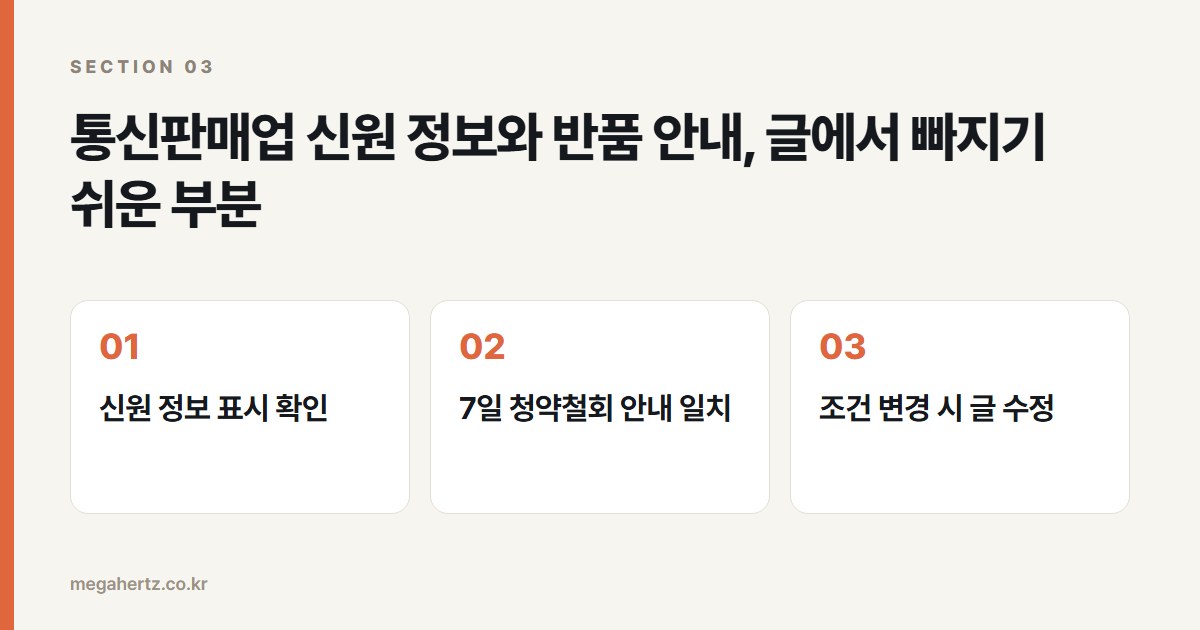 SECTION 03
통신판매업 신원 정보와 반품 안내, 글에서 빠지기
쉬운 부분
01
신원 정보 표시 확인
02
7일 청약철회 안내 일치
03
조건 변경 시 글 수정
megahertz.co.kr